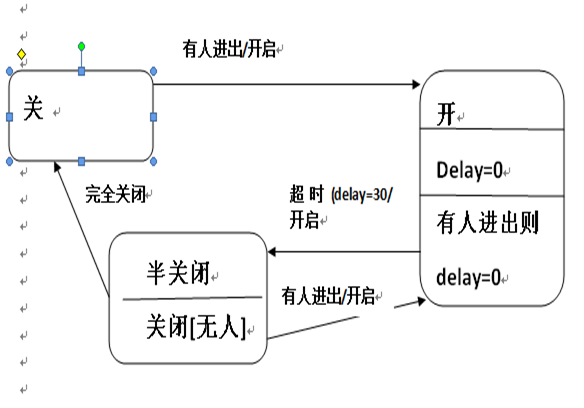 有人进出/开启
关
开
Delay=0
有人进出则
delay=0
完全关闭
超 时 (delay=30/
开启
半关闭
关闭[无人]
有人进出/开启